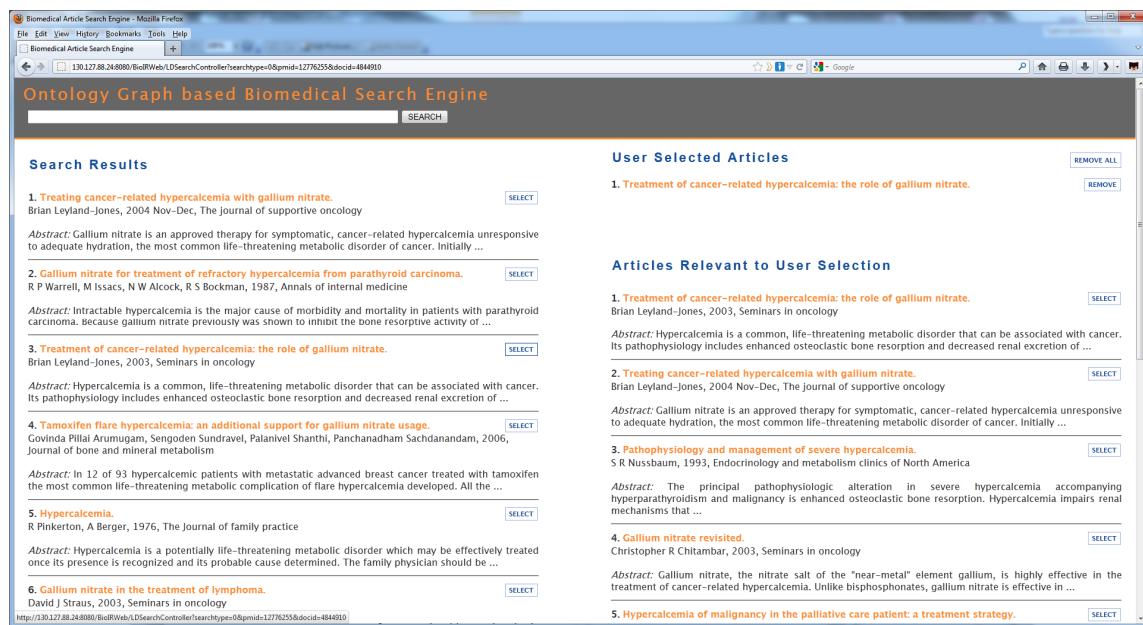 Biomedical Article Search Engine - Mozilla Firefox
File Edit View History Bookmarks Tools Help
Biomedical Article Search Engine +
130.127.88.24:8080/BioIRWeb/LDSearchController?searchtype=0&pmid=12776255&docid=4844910
Google
Ontology Graph based Biomedical Search Engine
SEARCH
Search Results
1. Treating cancer-related hypercalcemia with gallium nitrate. SELECT
Brian Leyland-Jones, 2004 Nov-Dec, The journal of supportive oncology
Abstract: Gallium nitrate is an approved therapy for symptomatic, cancer-related hypercalcemia unresponsive
to adequate hydration, the most common life-threatening metabolic disorder of cancer. Initially ...
2. Gallium nitrate for treatment of refractory hypercalcemia from parathyroid carcinoma. SELECT
R P Warrell, M Issacs, N W Alcock, R S Bockman, 1987, Annals of internal medicine
Abstract: Intractable hypercalcemia is the major cause of morbidity and mortality in patients with parathyroid
carcinoma. Because gallium nitrate previously was shown to inhibit the bone resorptive activity of ...
3. Treatment of cancer-related hypercalcemia: the role of gallium nitrate. SELECT
Brian Leyland-Jones, 2003, Seminars in oncology
Abstract: Hypercalcemia is a common, life-threatening metabolic disorder that can be associated with cancer.
Its pathophysiology includes enhanced osteoclastic bone resorption and decreased renal excretion of ...
4. Tamoxifen flare hypercalcemia: an additional support for gallium nitrate usage. SELECT
Govinda Pillai Arumugam, Sengoden Sundravel, Palanivel Shanthi, Panchanadham Sachdanandam, 2006,
Journal of bone and mineral metabolism
Abstract: In 12 of 93 hypercalcemic patients with metastatic advanced breast cancer treated with tamoxifen
the most common life-threatening metabolic complication of flare hypercalcemia developed. All the ...
5. Hypercalcemia. SELECT
R Pinkerton, A Berger, 1976, The Journal of family practice
Abstract: Hypercalcemia is a potentially life-threatening metabolic disorder which may be effectively treated
once its presence is recognized and its probable cause determined. The family physician should be ...
6. Gallium nitrate in the treatment of lymphoma. SELECT
David J Straus, 2003, Seminars in oncology
http://130.127.88.24:8080/BioIRWeb/LDSearchController?searchtype=0&pmid=12776255&docid=4844910
User Selected Articles REMOVE ALL
1. Treatment of cancer-related hypercalcemia: the role of gallium nitrate. REMOVE
Articles Relevant to User Selection
1. Treatment of cancer-related hypercalcemia: the role of gallium nitrate. SELECT
Brian Leyland-Jones, 2003, Seminars in oncology
Abstract: Hypercalcemia is a common, life-threatening metabolic disorder that can be associated with cancer.
Its pathophysiology includes enhanced osteoclastic bone resorption and decreased renal excretion of ...
2. Treating cancer-related hypercalcemia with gallium nitrate. SELECT
Brian Leyland-Jones, 2004 Nov-Dec, The journal of supportive oncology
Abstract: Gallium nitrate is an approved therapy for symptomatic, cancer-related hypercalcemia unresponsive
to adequate hydration, the most common life-threatening metabolic disorder of cancer. Initially ...
3. Pathophysiology and management of severe hypercalcemia. SELECT
S R Nussbaum, 1993, Endocrinology and metabolism clinics of North America
Abstract: The principal pathophysiologic alteration in severe hypercalcemia accompanying
hyperparathyroidism and malignancy is enhanced osteoclastic bone resorption. Hypercalcemia impairs renal
mechanisms that ...
4. Gallium nitrate revisited. SELECT
Christopher R Chitambar, 2003, Seminars in oncology
Abstract: Gallium nitrate, the nitrate salt of the "near-metal" element gallium, is highly effective in the
treatment of cancer-related hypercalcemia. Unlike bisphosphonates, gallium nitrate is effective in ...
5. Hypercalcemia of malignancy in the palliative care patient: a treatment strategy. SELECT